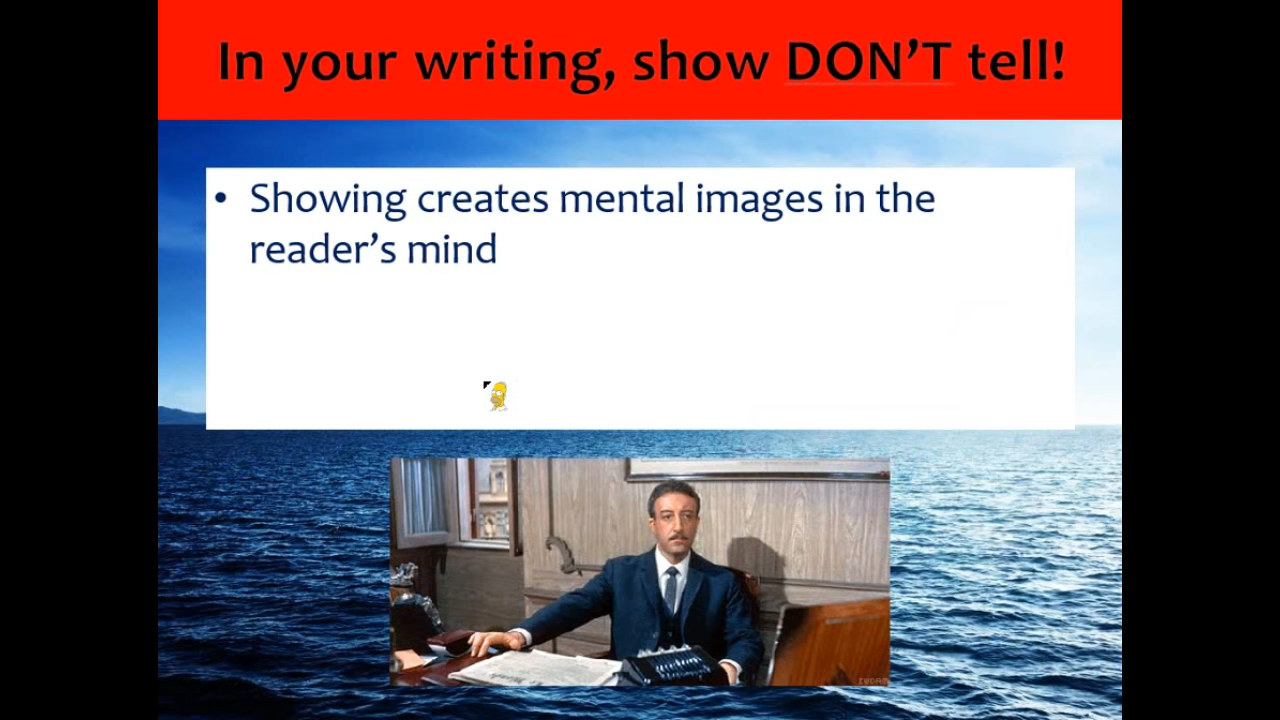 In your writing, show DON’T tell!
• Showing creates mental images in the
reader’s mind